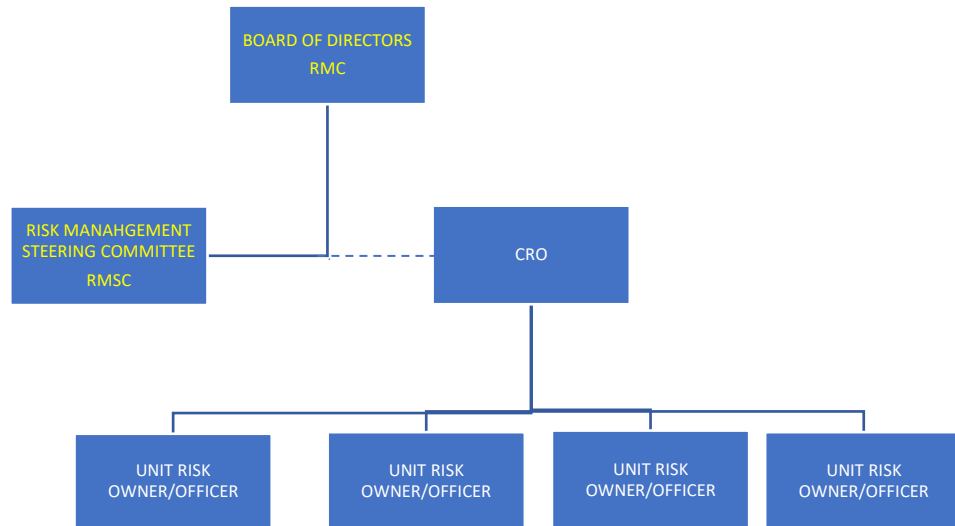 BOARD OF DIRECTORS
RMC
RISK MANAHGEMENT
STEERING COMMITTEE
RMSC
CRO
UNIT RISK
OWNER/OFFICER
UNIT RISK
OWNER/OFFICER
UNIT RISK
OWNER/OFFICER
UNIT RISK
OWNER/OFFICER